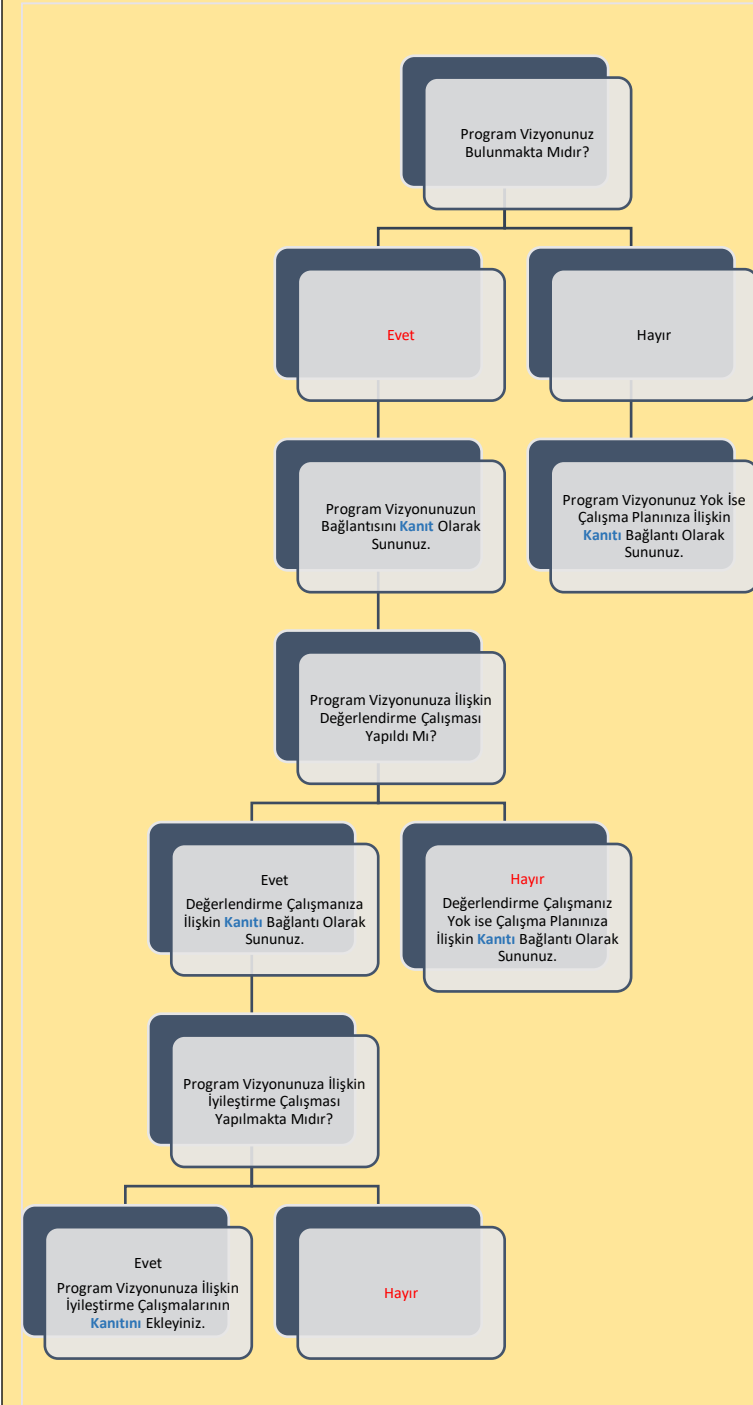 Program Vizyonunuz
Bulunmakta Mıdır?
Evet
Hayır
Program Vizyonunuzun
Bağlantısını Kanıt Olarak
Sununuz.
Program Vizyonunuz Yok İse
Çalışma Planınıza İlişkin
Kanıtı Bağlantı Olarak
Sununuz.
Program Vizyonunuza İlişkin
Değerlendirme Çalışması
Yapıldı Mı?
Evet
Değerlendirme Çalışmanıza
İlişkin Kanıtı Bağlantı Olarak
Sununuz.
Hayır
Değerlendirme Çalışmanız
Yok ise Çalışma Planınıza
İlişkin Kanıtı Bağlantı Olarak
Sununuz.
Program Vizyonunuza İlişkin
İyileştirme Çalışması
Yapılmakta Mıdır?
Evet
Program Vizyonunuza İlişkin
İyileştirme Çalışmalarının
Kanıtını Ekleyiniz.
Hayır